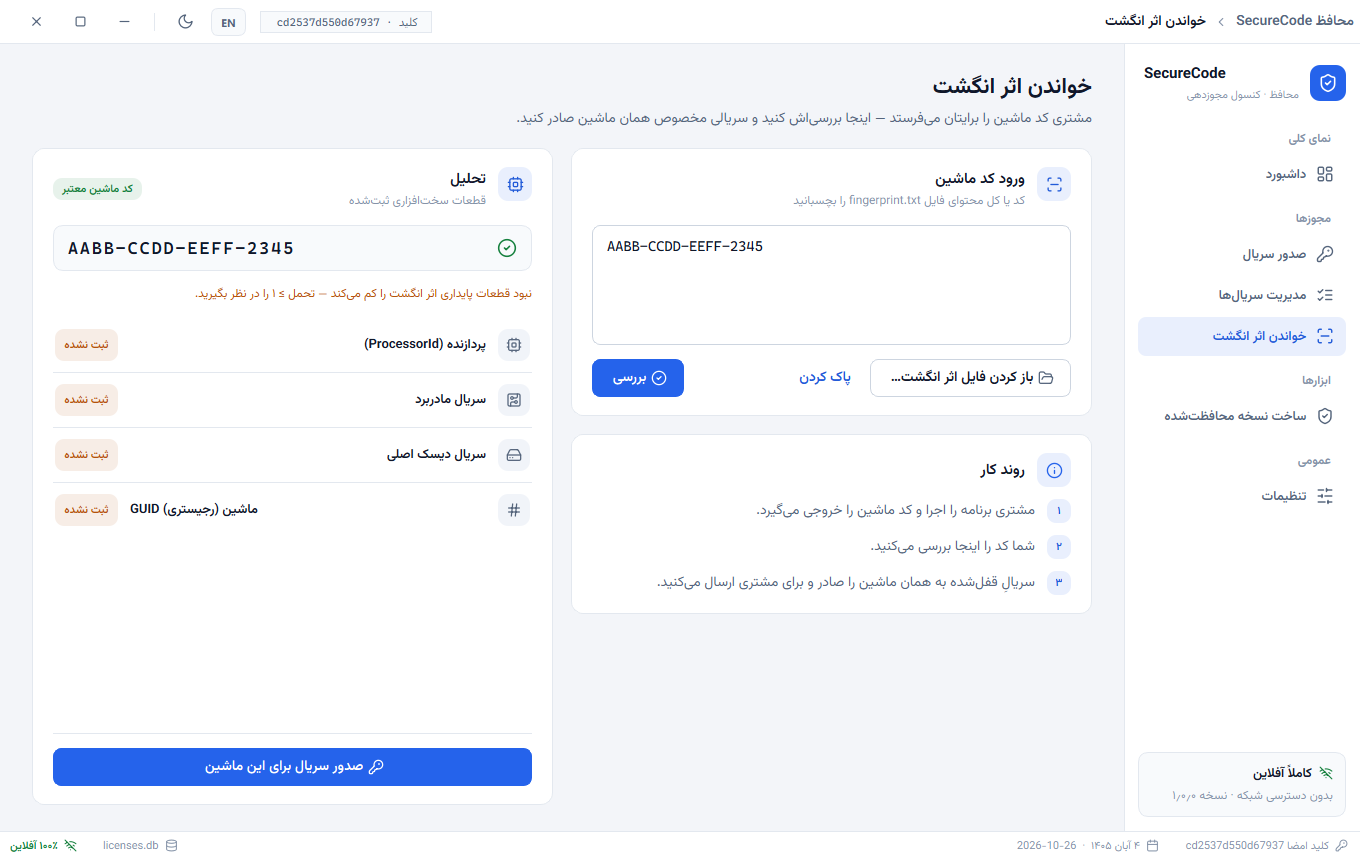 محافظ SecureCode › خواندن اثر انگشت
کلید · cd2537d550d67937
EN
SecureCode
محافظ · کنسول مجوزدهی
نمای کلی
داشبورد
مجوزها
صدور سریال
مدیریت سریال‌ها
خواندن اثر انگشت
ابزارها
ساخت نسخه محافظت‌شده
عمومی
تنظیمات
کاملاً آفلاین
بدون دسترسی شبکه · نسخه ۱٫۰٫۰
خواندن اثر انگشت
مشتری کد ماشین را برایتان می‌فرستد — اینجا بررسی‌اش کنید و سریالی مخصوص همان ماشین صادر کنید.
ورود کد ماشین
کد یا کل محتوای فایل fingerprint.txt را بچسبانید
AABB-CCDD-EEFF-2345
باز کردن فایل اثر انگشت...
پاک کردن
بررسی
روند کار
۱ مشتری برنامه را اجرا و کد ماشین را خروجی می‌گیرد.
۲ شما کد را اینجا بررسی می‌کنید.
۳ سریالِ قفل‌شده به همان ماشین را صادر و برای مشتری ارسال می‌کنید.
تحلیل
قطعات سخت‌افزاری ثبت‌شده
کد ماشین معتبر
AABB-CCDD-EEFF-2345
نبود قطعات پایداری اثر انگشت را کم می‌کند — تحمل ≥ ۱ را در نظر بگیرید.
پردازنده (ProcessorId)
ثبت نشده
سریال مادربرد
ثبت نشده
سریال دیسک اصلی
ثبت نشده
ماشین (رجیستری) GUID
ثبت نشده
صدور سریال برای این ماشین
کلید امضا cd2537d550d67937
۴ آبان ۱۴۰۵ · 2026-10-26
licenses.db
۱۰۰٪ آفلاین